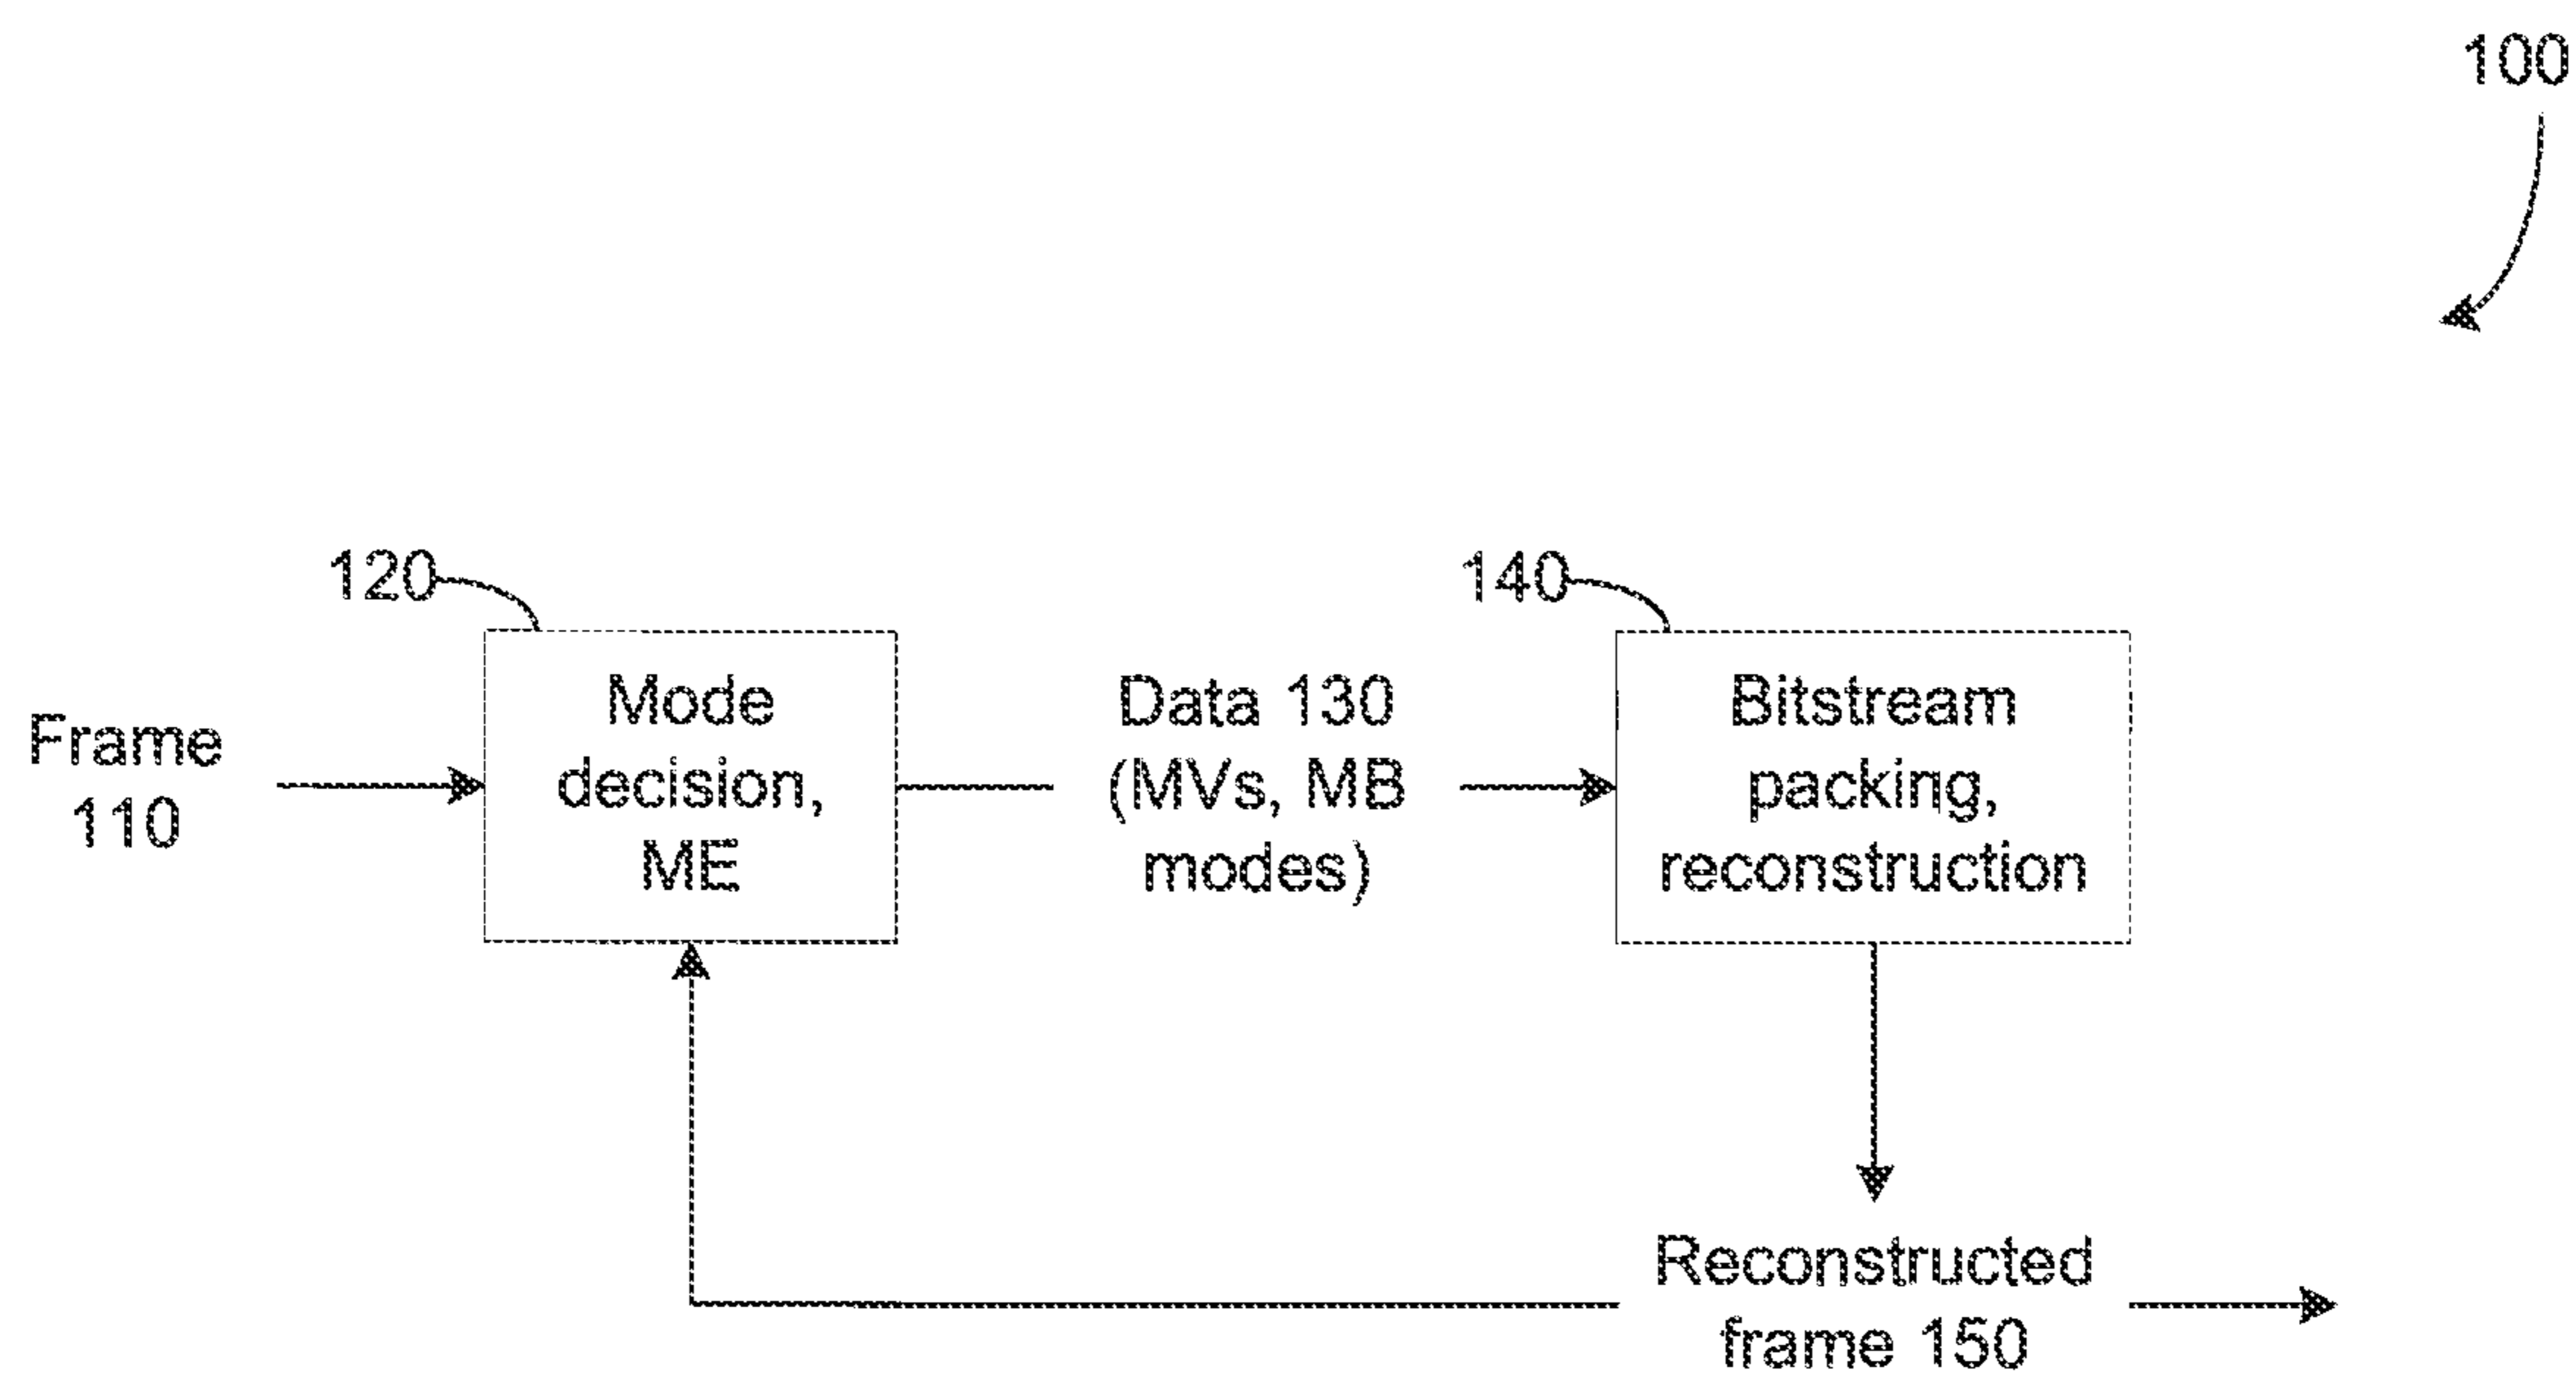 100
120
140
Frame
110
Mode
decision,
ME
Data 130
(MVs, MB
modes)
Bitstream
packing,
reconstruction
Reconstructed
frame 150